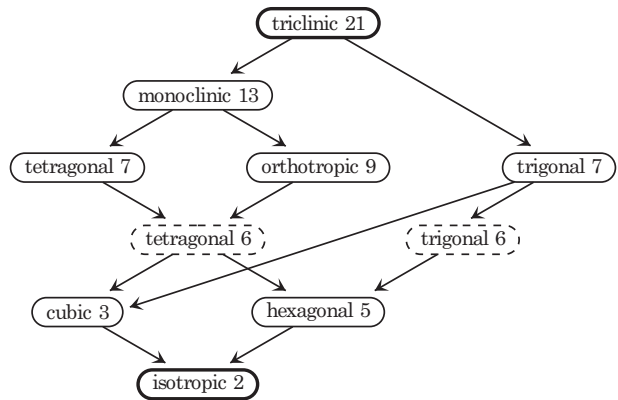 triclinic 21
monoclinic 13
tetragonal 7
orthotropic 9
trigonal 7
tetragonal 6
trigonal 6
cubic 3
hexagonal 5
isotropic 2